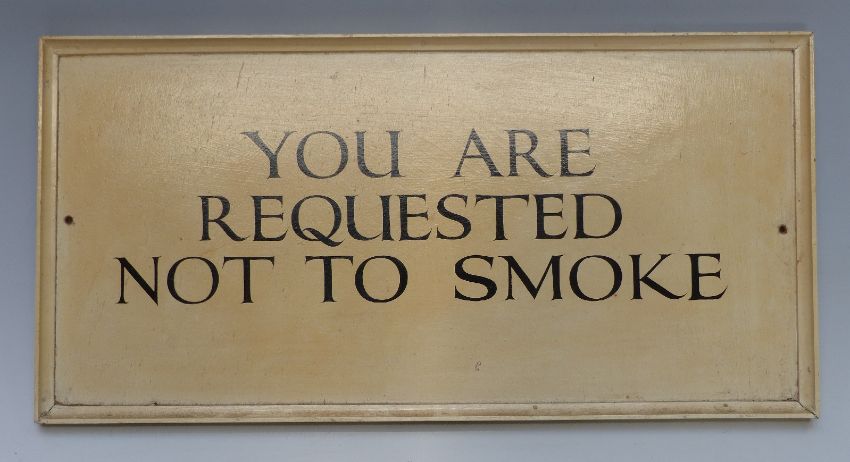 YOU ARE
REQUESTED
NOT TO SMOKE